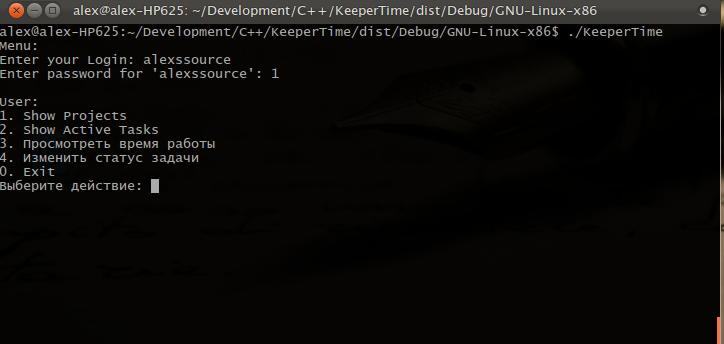 alex@alex-HP625: ~/Development/C++/KeeperTime/dist/Debug/GNU-Linux-x86
alex@alex-HP625:~/Development/C++/KeeperTime/dist/Debug/GNU-Linux-x86$ ./KeeperTime
Menu:
Enter your Login: alexssource
Enter password for 'alexssource': 1
User:
1. Show Projects
2. Show Active Tasks
3. Просмотреть время работы
4. Изменить статус задачи
0. Exit
Выберите действие: